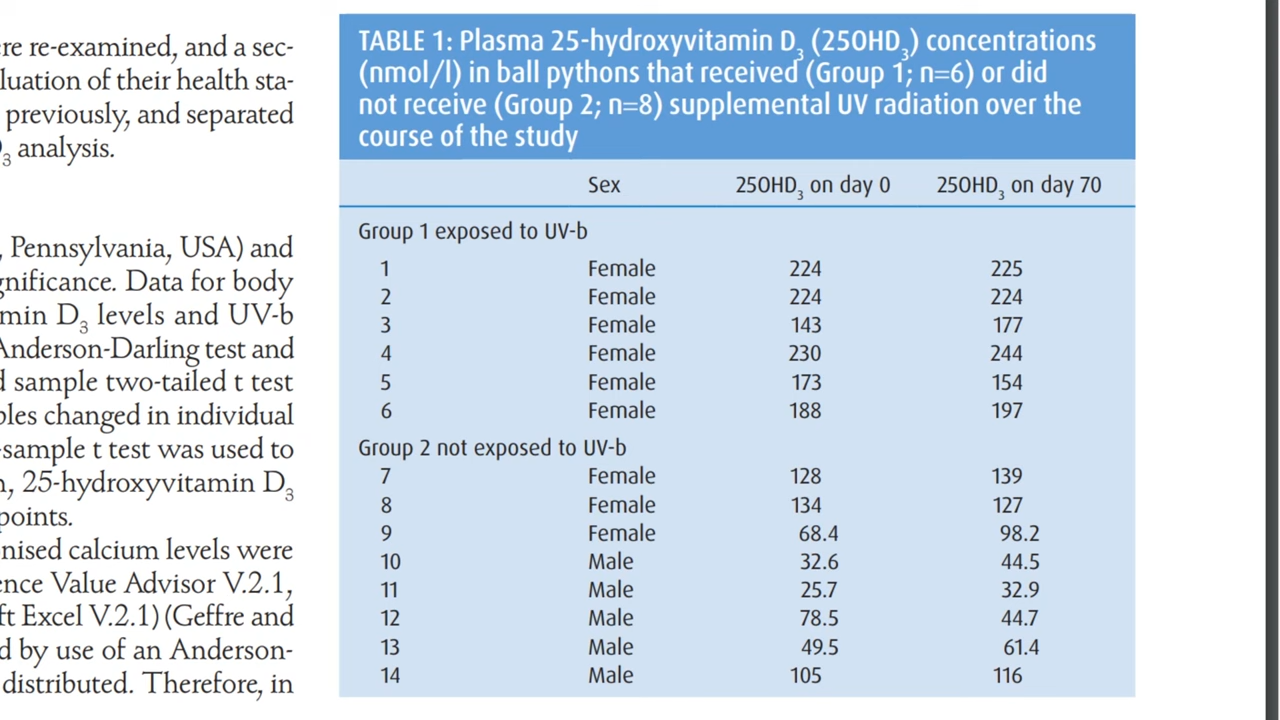 re re-examined, and a sec-
luation of their health sta-
previously, and separated
3 analysis.
, Pennsylvania, USA) and
gnificance. Data for body
min D3 levels and UV-b
Anderson-Darling test and
d sample two-tailed t test
bles changed in individual
-sample t test was used to
n, 25-hydroxyvitamin D3
points.
nised calcium levels were
ence Value Advisor V.2.1,
ft Excel V.2.1) (Geffre and
d by use of an Anderson-
distributed. Therefore, in
TABLE 1: Plasma 25-hydroxyvitamin D3 (25OHD3) concentrations
(nmol/l) in ball pythons that received (Group 1; n=6) or did
not receive (Group 2; n=8) supplemental UV radiation over the
course of the study
Sex 25OHD3 on day 0 25OHD3 on day 70
Group 1 exposed to UV-b
1 Female 224 225
2 Female 224 224
3 Female 143 177
4 Female 230 244
5 Female 173 154
6 Female 188 197
Group 2 not exposed to UV-b
7 Female 128 139
8 Female 134 127
9 Female 68.4 98.2
10 Male 32.6 44.5
11 Male 25.7 32.9
12 Male 78.5 44.7
13 Male 49.5 61.4
14 Male 105 116